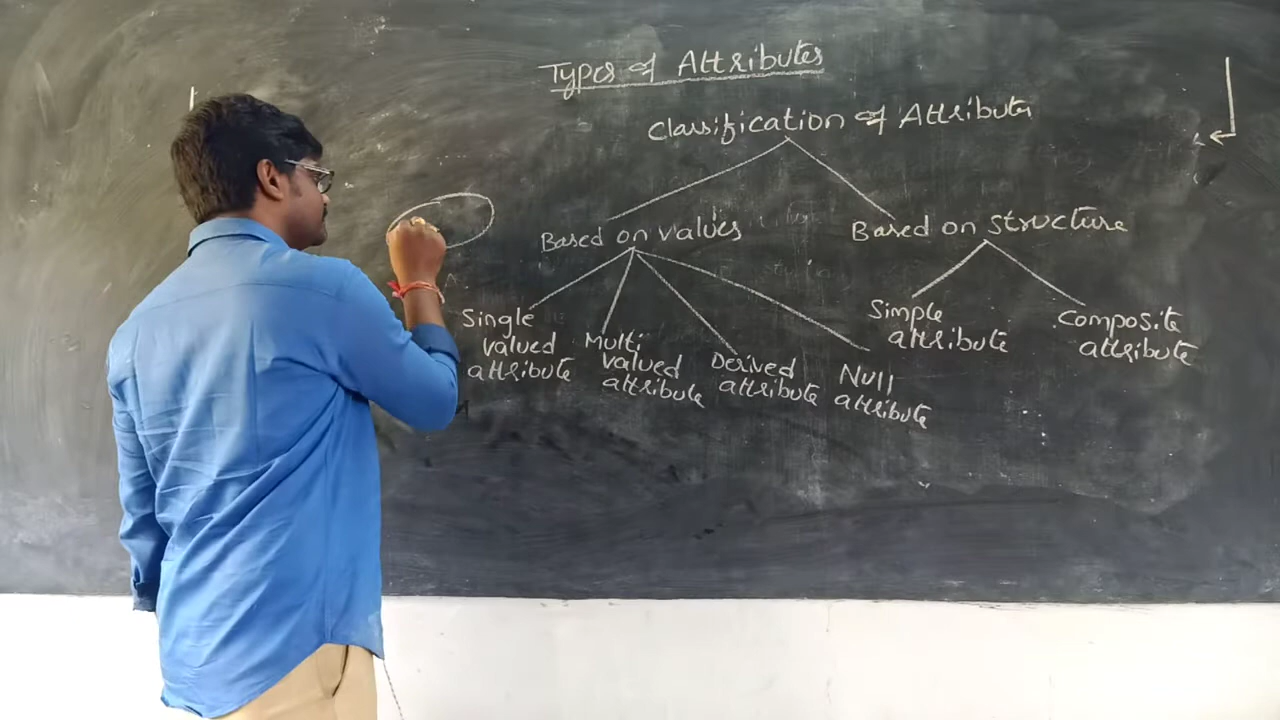 Types of Attributes
Classification of Attribute
Based on values
Based on structure
Single
valued
attribute
Multi
valued
attribute
Derived
attribute
Null
attribute
Simple
attribute
Composite
attribute